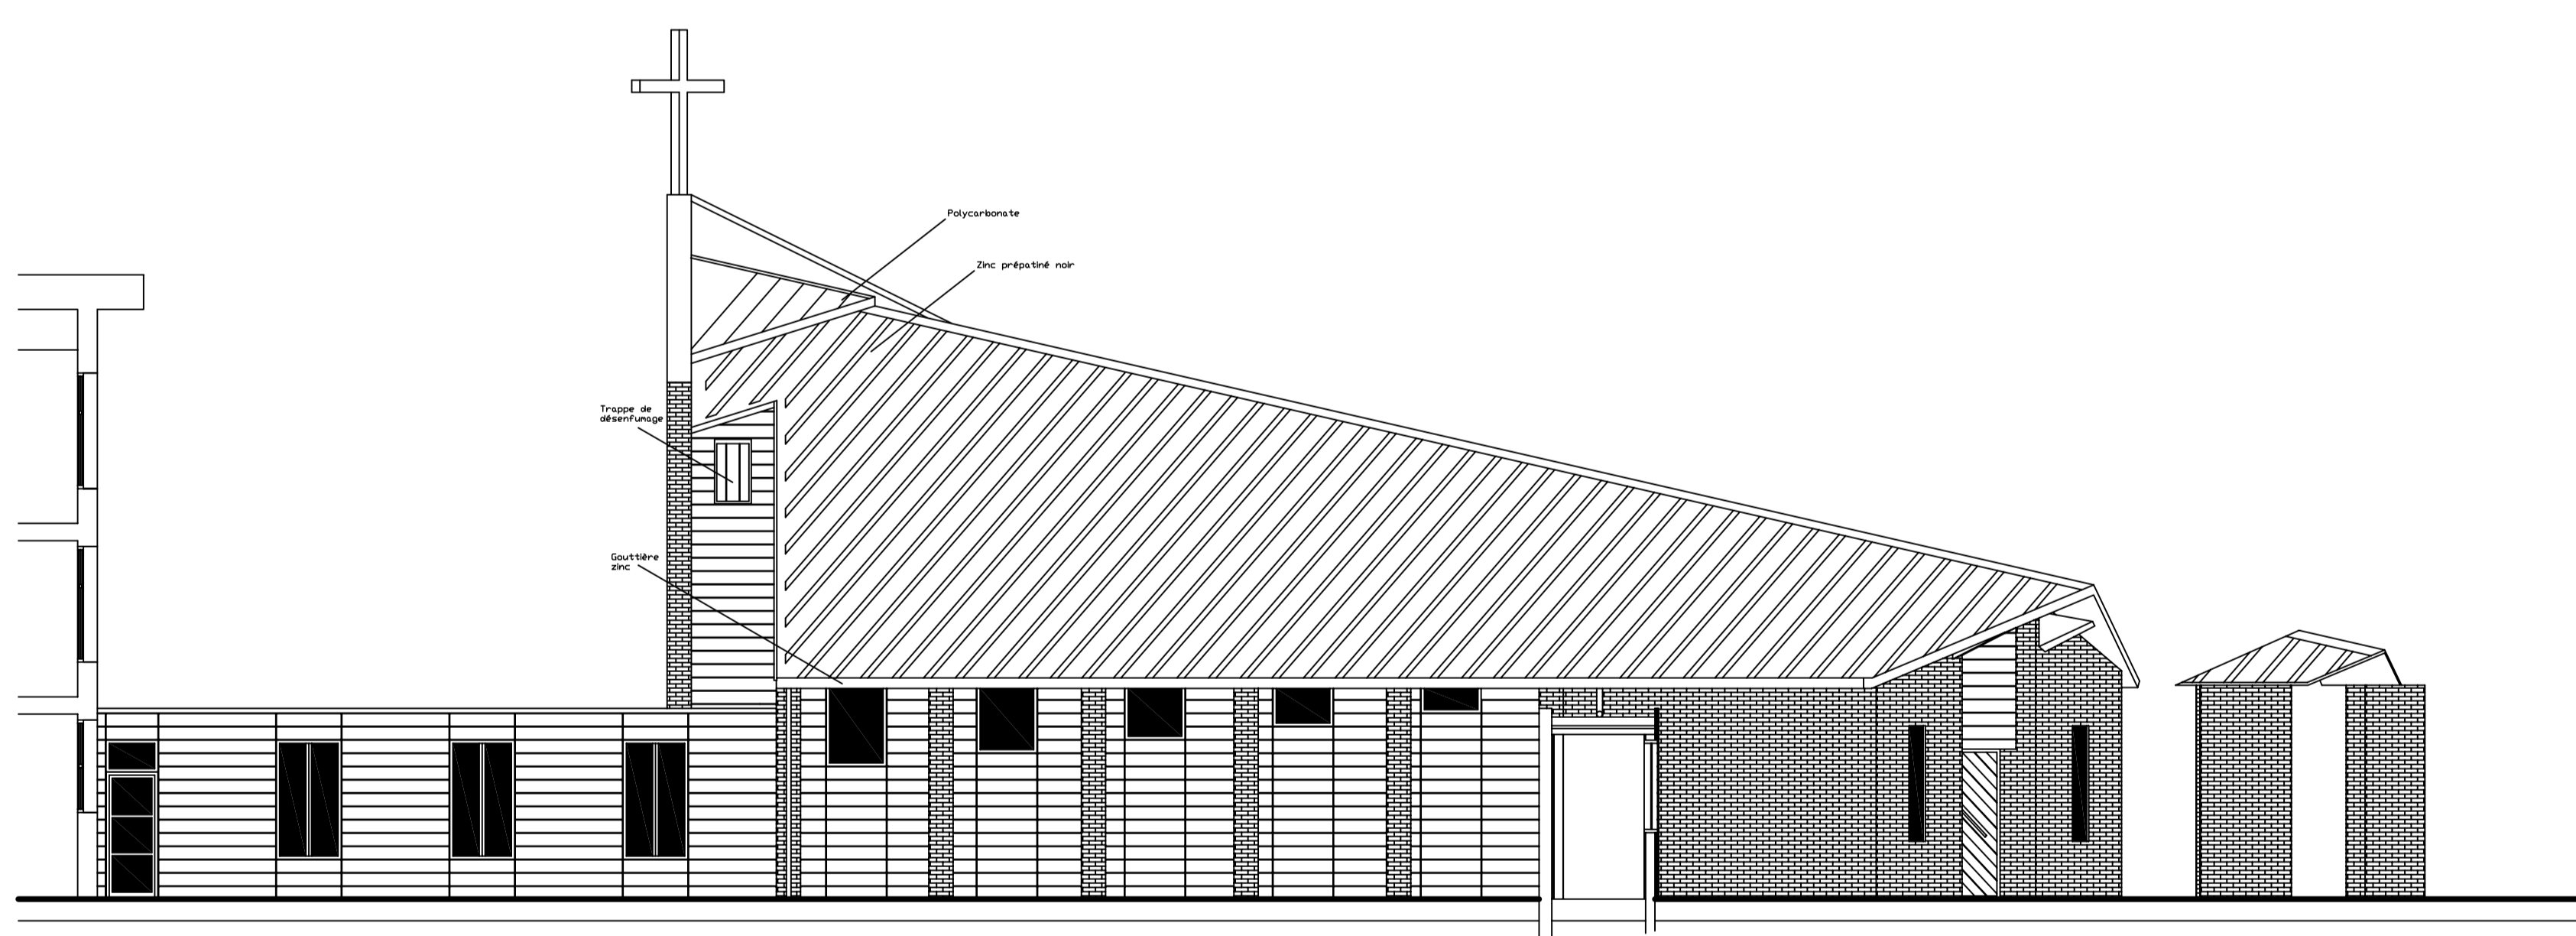 Polycarbonate
Zinc prépatiné noir
Trappe de
désenfumage
Gouttière
zinc